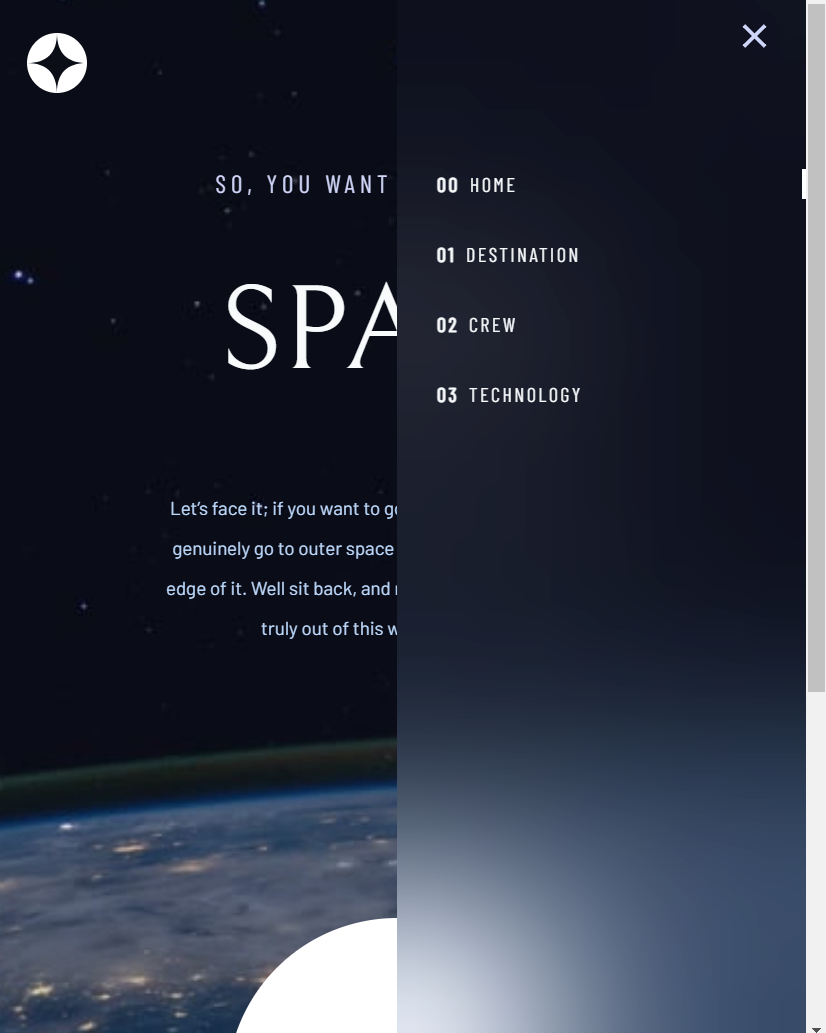 SO, YOU WANT
SPA
Let's face it; if you want to go
genuinely go to outer space
edge of it. Well sit back, and
truly out of this w
00 HOME
01 DESTINATION
02 CREW
03 TECHNOLOGY